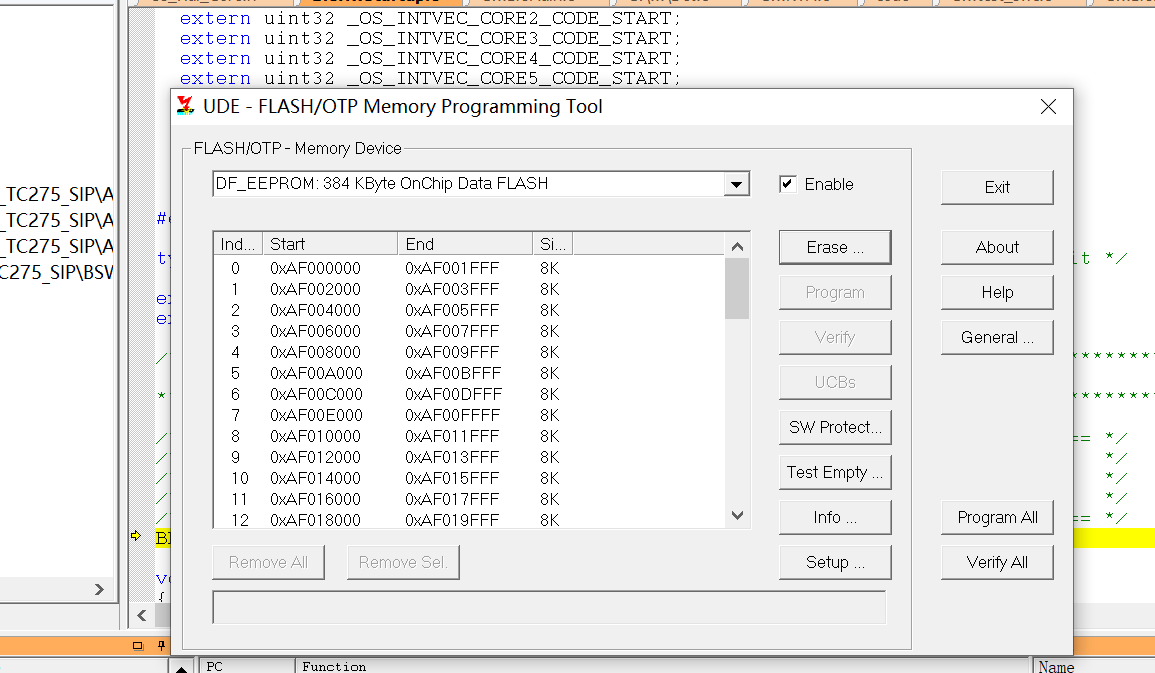 extern uint32 _OS_INTVEC_CORE2_CODE_START;
extern uint32 _OS_INTVEC_CORE3_CODE_START;
extern uint32 _OS_INTVEC_CORE4_CODE_START;
extern uint32 _OS_INTVEC_CORE5_CODE_START;
UDE - FLASH/OTP Memory Programming Tool
FLASH/OTP - Memory Device
DF_EEPROM: 384 KByte OnChip Data FLASH
Enable
Exit
_TC275_SIP\A
_TC275_SIP\A
_TC275_SIP\A
C275_SIP\BSW
Ind... Start End Si...
0 0xAF000000 0xAF001FFF 8K
1 0xAF002000 0xAF003FFF 8K
2 0xAF004000 0xAF005FFF 8K
3 0xAF006000 0xAF007FFF 8K
4 0xAF008000 0xAF009FFF 8K
5 0xAF00A000 0xAF00BFFF 8K
6 0xAF00C000 0xAF00DFFF 8K
7 0xAF00E000 0xAF00FFFF 8K
8 0xAF010000 0xAF011FFF 8K
9 0xAF012000 0xAF013FFF 8K
10 0xAF014000 0xAF015FFF 8K
11 0xAF016000 0xAF017FFF 8K
12 0xAF018000 0xAF019FFF 8K
Erase ...
Program
Verify
UCBs
SW Protect...
Test Empty ...
Info ...
Setup ...
About
Help
General ...
Program All
Verify All
Remove All
Remove Sel.
it */
== */
*/
*/
*/
== */
PC
Function
Name